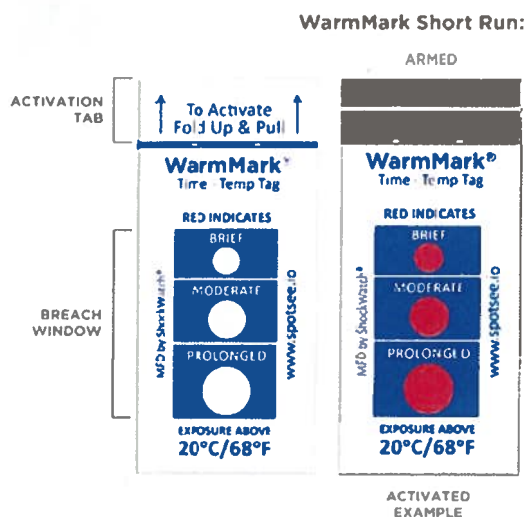 WarmMark Short Run:
ARMED
ACTIVATION
TAB
To Activate
Fold Up & Pull
WarmMark®
Time - Temp Tag
RED INDICATES
BRIEF
MODERATE
PROLONGED
MFD by ShockWatch®
www.spotsee.io
EXPOSURE ABOVE
20°C/68°F
BREACH
WINDOW
WarmMark®
Time - Temp Tag
RED INDICATES
BRIEF
MODERATE
PROLONGED
MFD by ShockWatch®
www.spotsee.io
EXPOSURE ABOVE
20°C/68°F
ACTIVATED
EXAMPLE